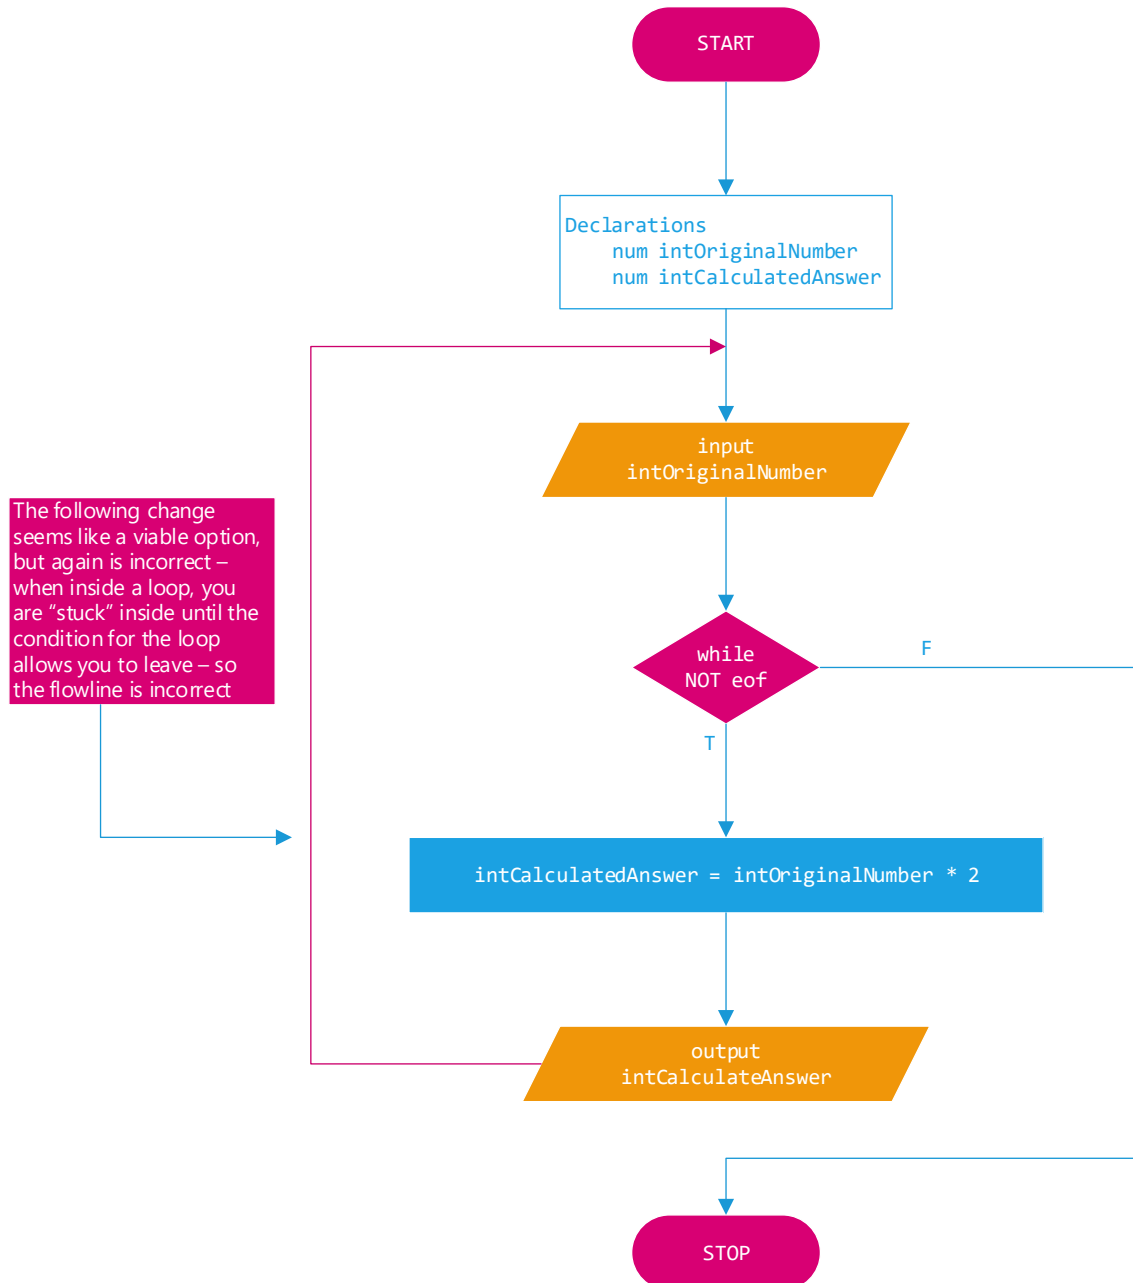 START
Declarations
num intOriginalNumber
num intCalculatedAnswer
input
intOriginalNumber
The following change
seems like a viable option,
but again is incorrect –
when inside a loop, you
are “stuck” inside until the
condition for the loop
allows you to leave – so
the flowline is incorrect
while
NOT eof
F
T
intCalculatedAnswer = intOriginalNumber * 2
output
intCalculateAnswer
STOP